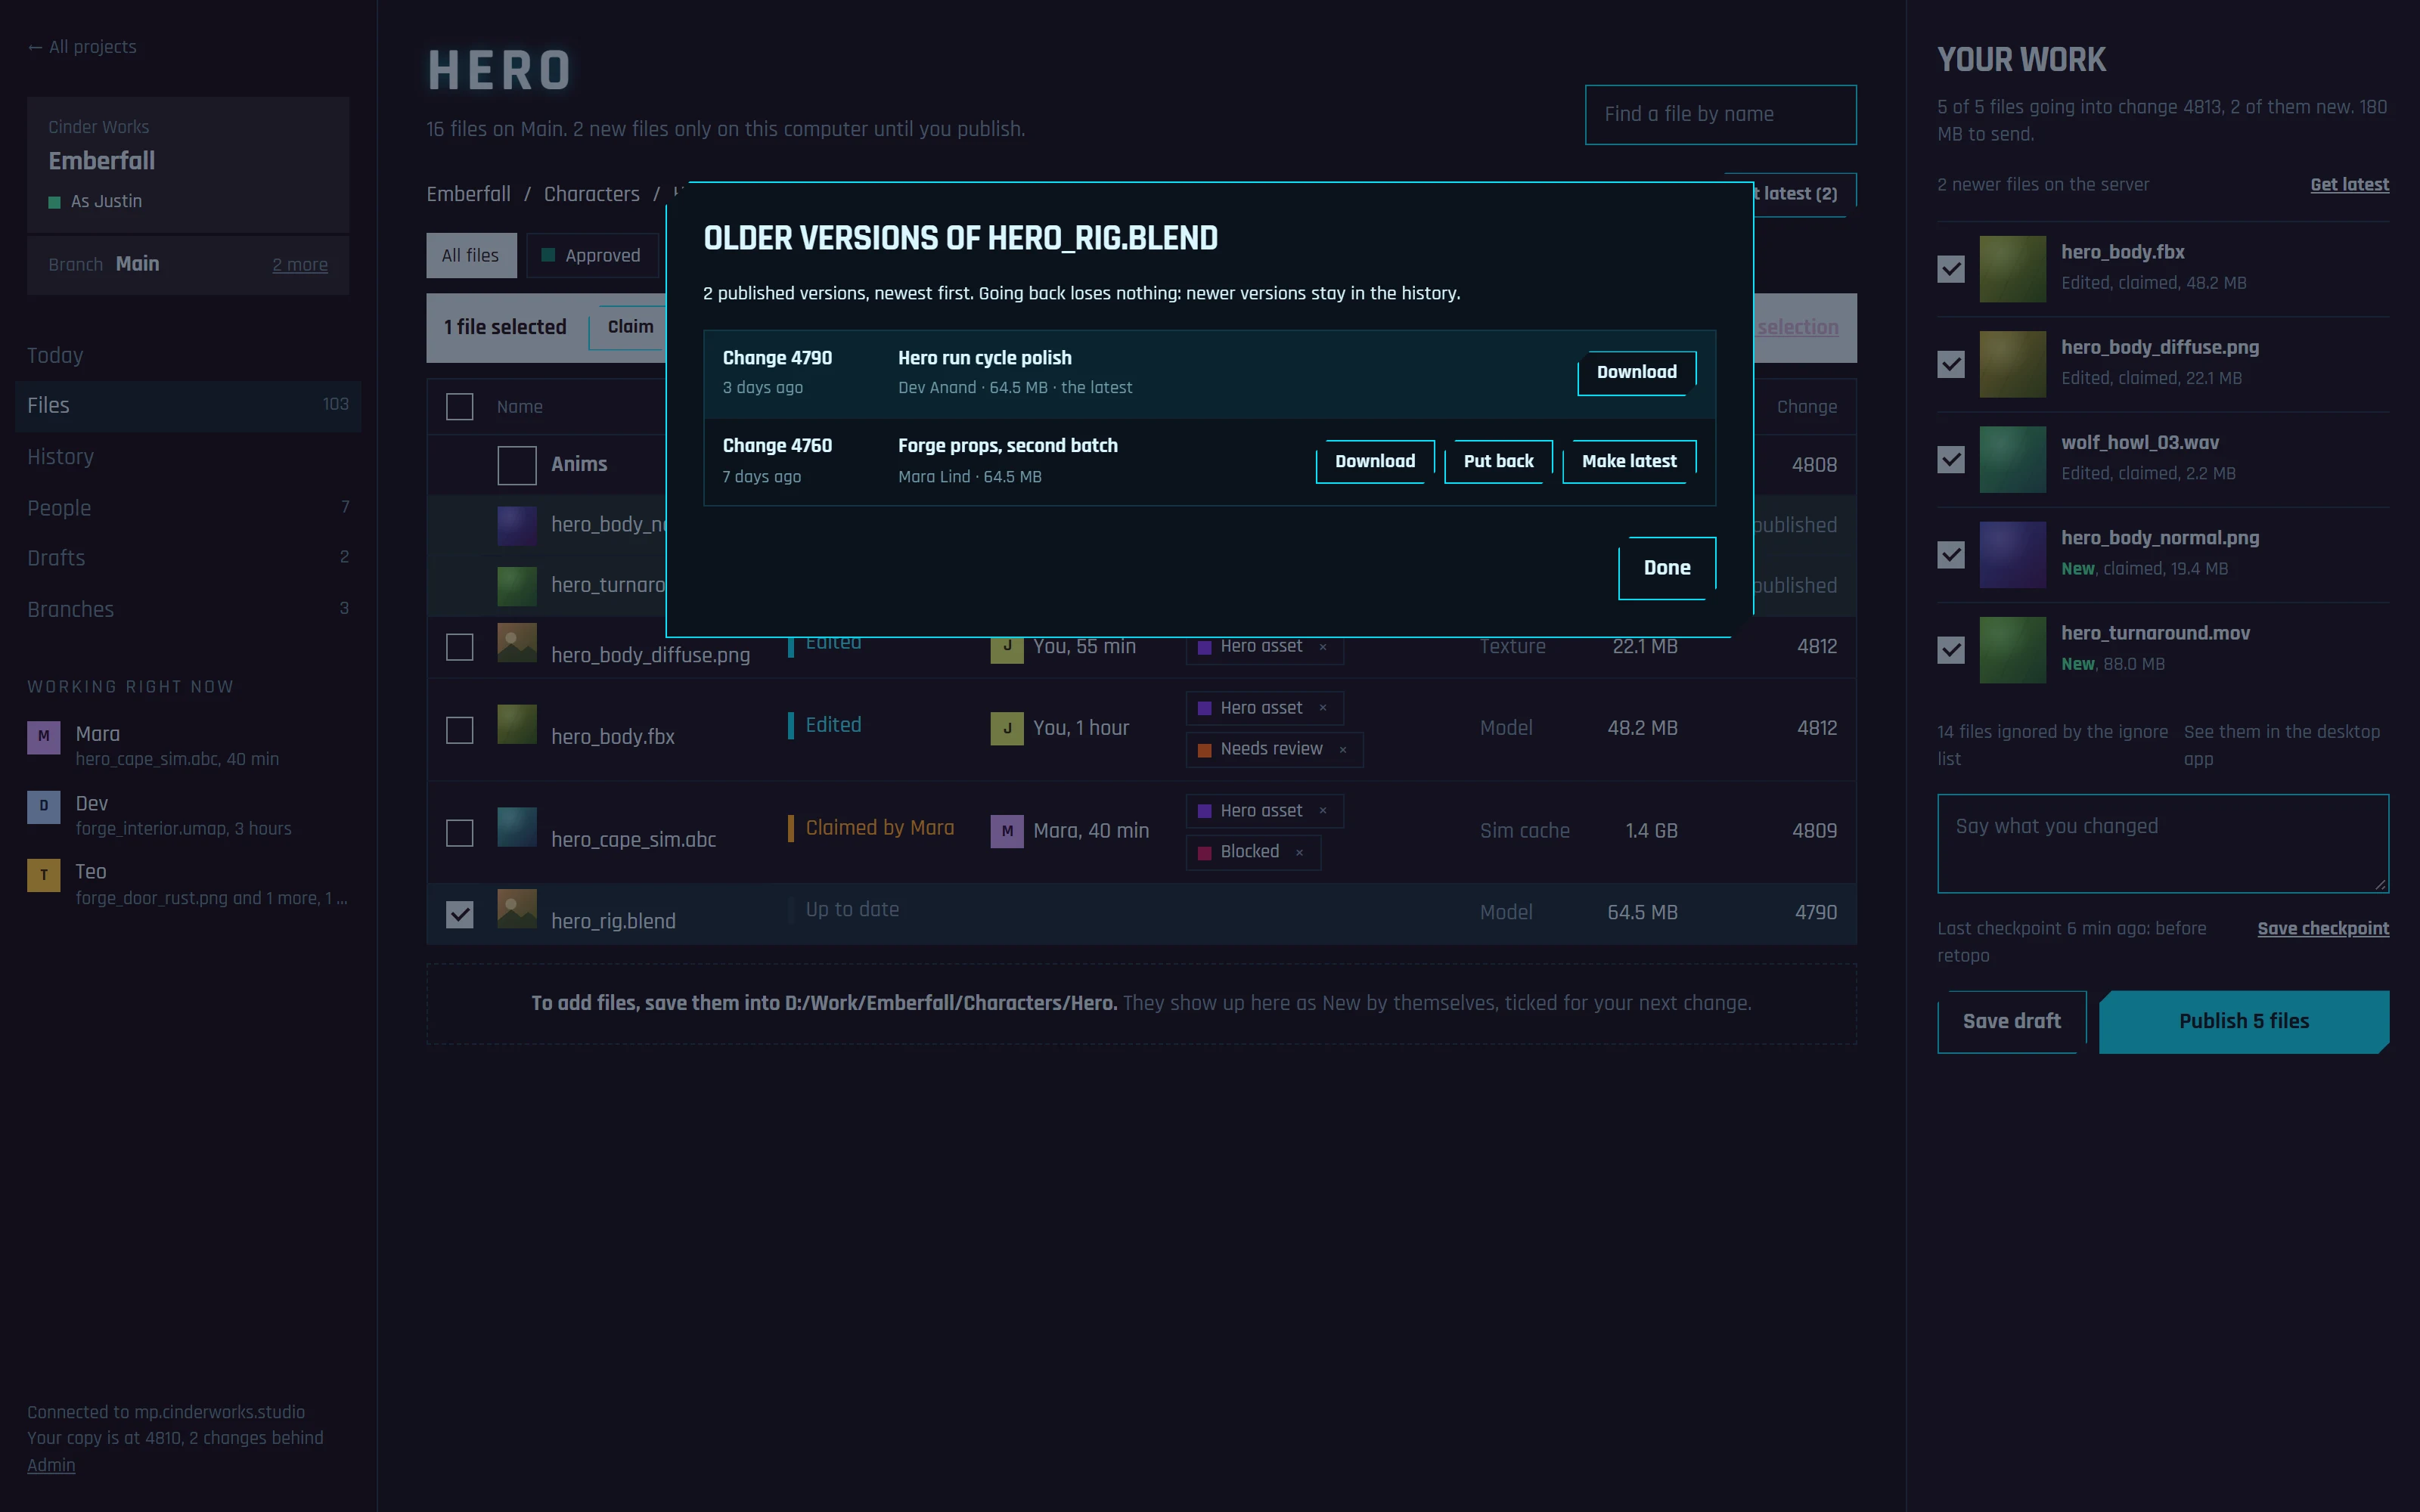 ← All projects
Cinder Works
Emberfall
As Justin
Branch Main 2 more
Today
Files 103
History
People 7
Drafts 2
Branches 3
WORKING RIGHT NOW
M Mara
hero_cape_sim.abc, 40 min
D Dev
forge_interior.umap, 3 hours
T Teo
forge_door_rust.png and 1 more, 1 ...
Connected to mp.cinderworks.studio
Your copy is at 4810, 2 changes behind
Admin
HERO
16 files on Main. 2 new files only on this computer until you publish.
Find a file by name
Emberfall / Characters /
t latest (2)
All files
Approved
1 file selected
Claim
selection
Name
Change
Anims
4808
hero_body_no
published
hero_turnaro
published
hero_body_diffuse.png Edited J You, 55 min Hero asset × Texture 22.1 MB 4812
hero_body.fbx Edited J You, 1 hour Hero asset × Model 48.2 MB 4812
Needs review ×
hero_cape_sim.abc Claimed by Mara M Mara, 40 min Hero asset × Sim cache 1.4 GB 4809
Blocked ×
hero_rig.blend Up to date Model 64.5 MB 4790
To add files, save them into D:/Work/Emberfall/Characters/Hero. They show up here as New by themselves, ticked for your next change.
OLDER VERSIONS OF HERO_RIG.BLEND
2 published versions, newest first. Going back loses nothing: newer versions stay in the history.
Change 4790 Hero run cycle polish Download
3 days ago Dev Anand · 64.5 MB · the latest
Change 4760 Forge props, second batch Download Put back Make latest
7 days ago Mara Lind · 64.5 MB
Done
YOUR WORK
5 of 5 files going into change 4813, 2 of them new. 180
MB to send.
2 newer files on the server Get latest
hero_body.fbx
Edited, claimed, 48.2 MB
hero_body_diffuse.png
Edited, claimed, 22.1 MB
wolf_howl_03.wav
Edited, claimed, 2.2 MB
hero_body_normal.png
New, claimed, 19.4 MB
hero_turnaround.mov
New, 88.0 MB
14 files ignored by the ignore list
See them in the desktop app
Say what you changed
Last checkpoint 6 min ago: before retopo
Save checkpoint
Save draft
Publish 5 files